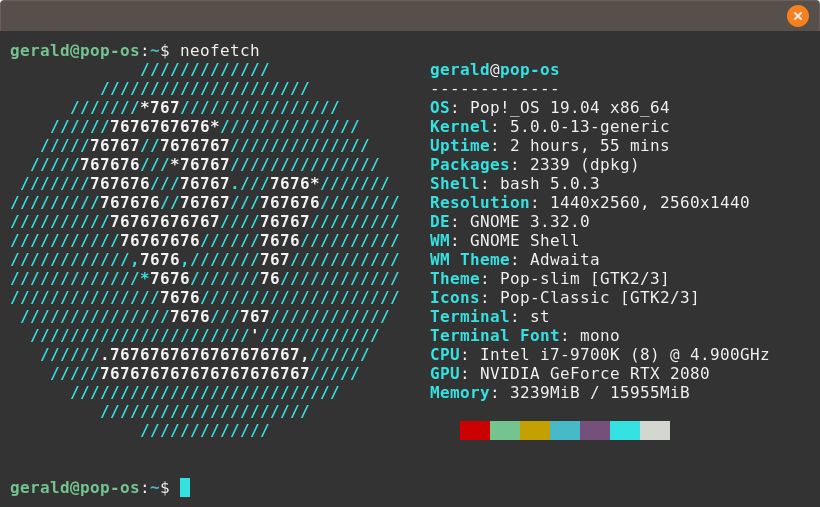 gerald@pop-os:~$ neofetch
             /////////////             gerald@pop-os
         /////////////////////         -------------
      ///////*767////////////////      OS: Pop!_OS 19.04 x86_64
    //////7676767676*//////////////    Kernel: 5.0.0-13-generic
   /////76767//7676767//////////////   Uptime: 2 hours, 55 mins
  /////767676///*76767///////////////  Packages: 2339 (dpkg)
 ///////767676///76767.///7676*///////  Shell: bash 5.0.3
/////////767676//76767///767676////////  Resolution: 1440x2560, 2560x1440
//////////76767676767////76767/////////  DE: GNOME 3.32.0
///////////76767676//////7676//////////  WM: GNOME Shell
////////////,7676,///////767///////////  WM Theme: Adwaita
/////////////*7676///////76////////////  Theme: Pop-slim [GTK2/3]
///////////////7676////////////////////  Icons: Pop-Classic [GTK2/3]
 ///////////////7676///767////////////  Terminal: st
  //////////////////////'////////////  Terminal Font: mono
   //////.7676767676767676767,//////   CPU: Intel i7-9700K (8) @ 4.900GHz
    /////767676767676767676767/////    GPU: NVIDIA GeForce RTX 2080
      ///////////////////////////      Memory: 3239MiB / 15955MiB
         /////////////////////
             /////////////
gerald@pop-os:~$